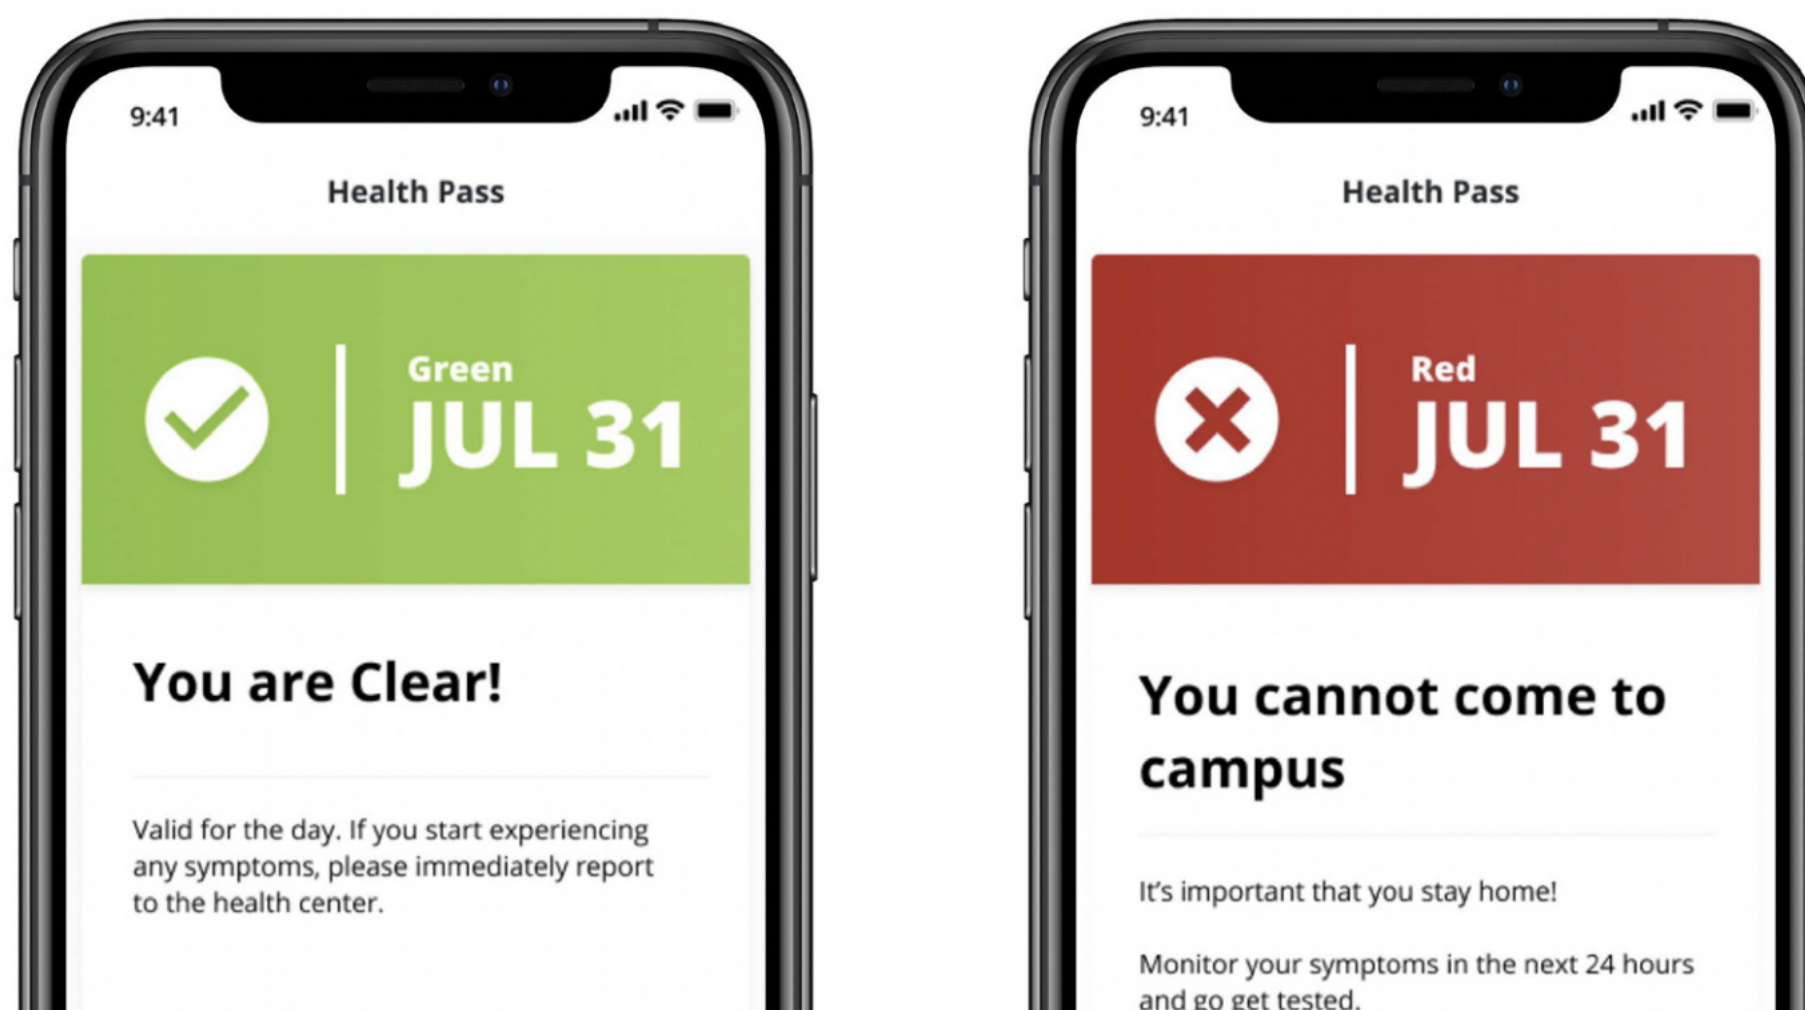 9:41
Health Pass
Green
JUL 31
You are Clear!
Valid for the day. If you start experiencing
any symptoms, please immediately report
to the health center.
9:41
Health Pass
Red
JUL 31
You cannot come to
campus
It's important that you stay home!
Monitor your symptoms in the next 24 hours
and go get tested.